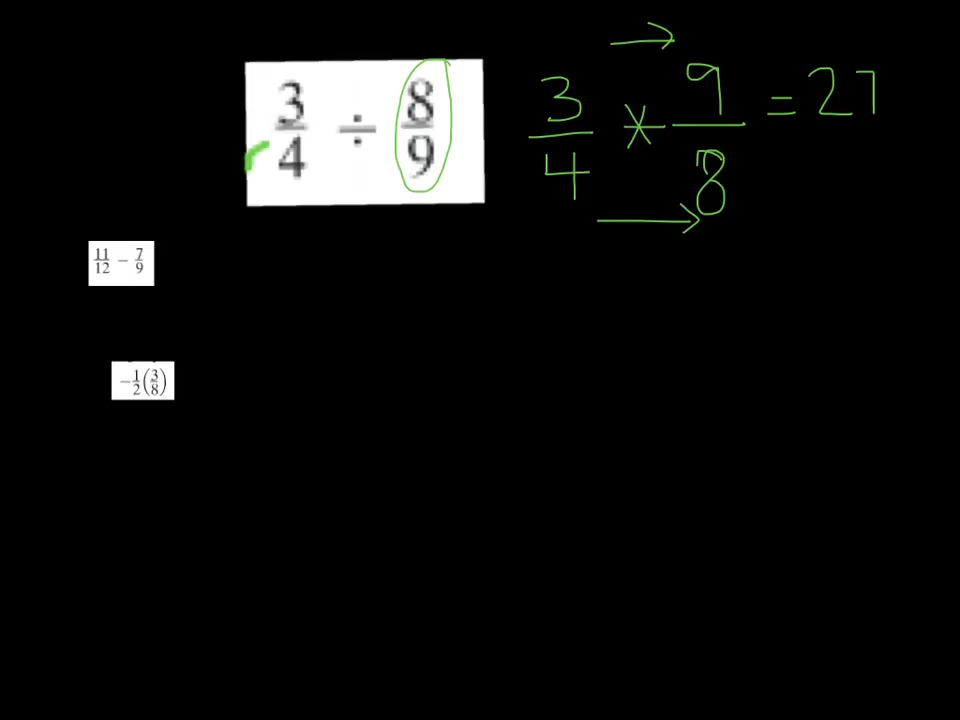 3/4 ÷ 8/9
3/4 * 9/8 = 27
11/12 − 7/9
−1/2(3/8)